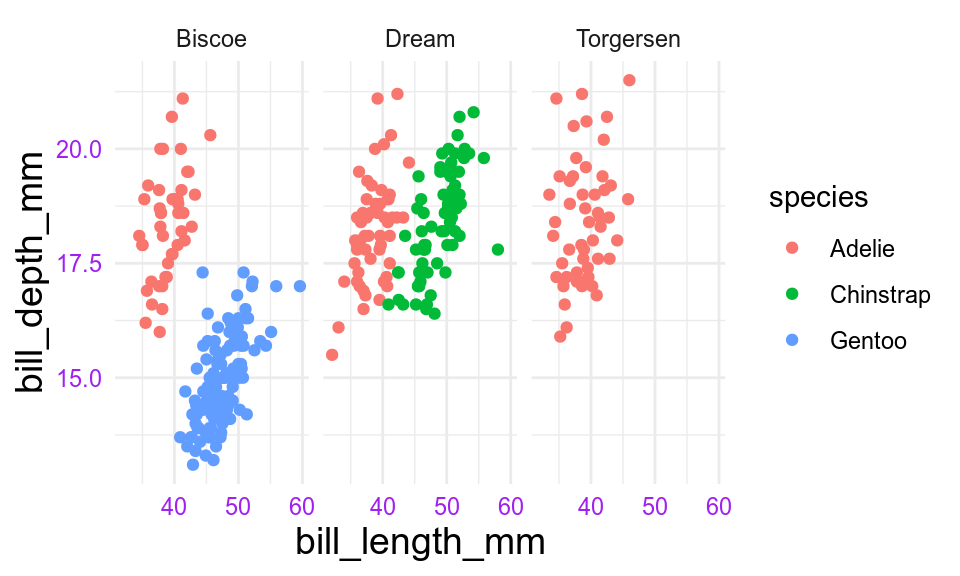 Biscoe Dream Torgersen
20.0
17.5
15.0
bill_depth_mm
40 50 60 40 50 60 40 50 60
bill_length_mm
species
Adelie
Chinstrap
Gentoo